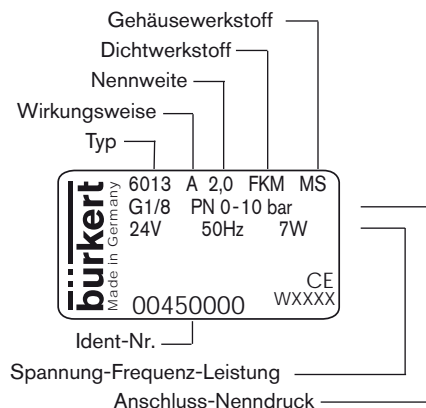 Gehäusewerkstoff
Dichtwerkstoff
Nennweite
Wirkungsweise
Typ
bürkert
Made in Germany
6013 A 2,0 FKM MS
G1/8 PN 0-10 bar
24V 50Hz 7W
CE
00450000 WXXXX
Ident-Nr.
Spannung-Frequenz-Leistung
Anschluss-Nenndruck